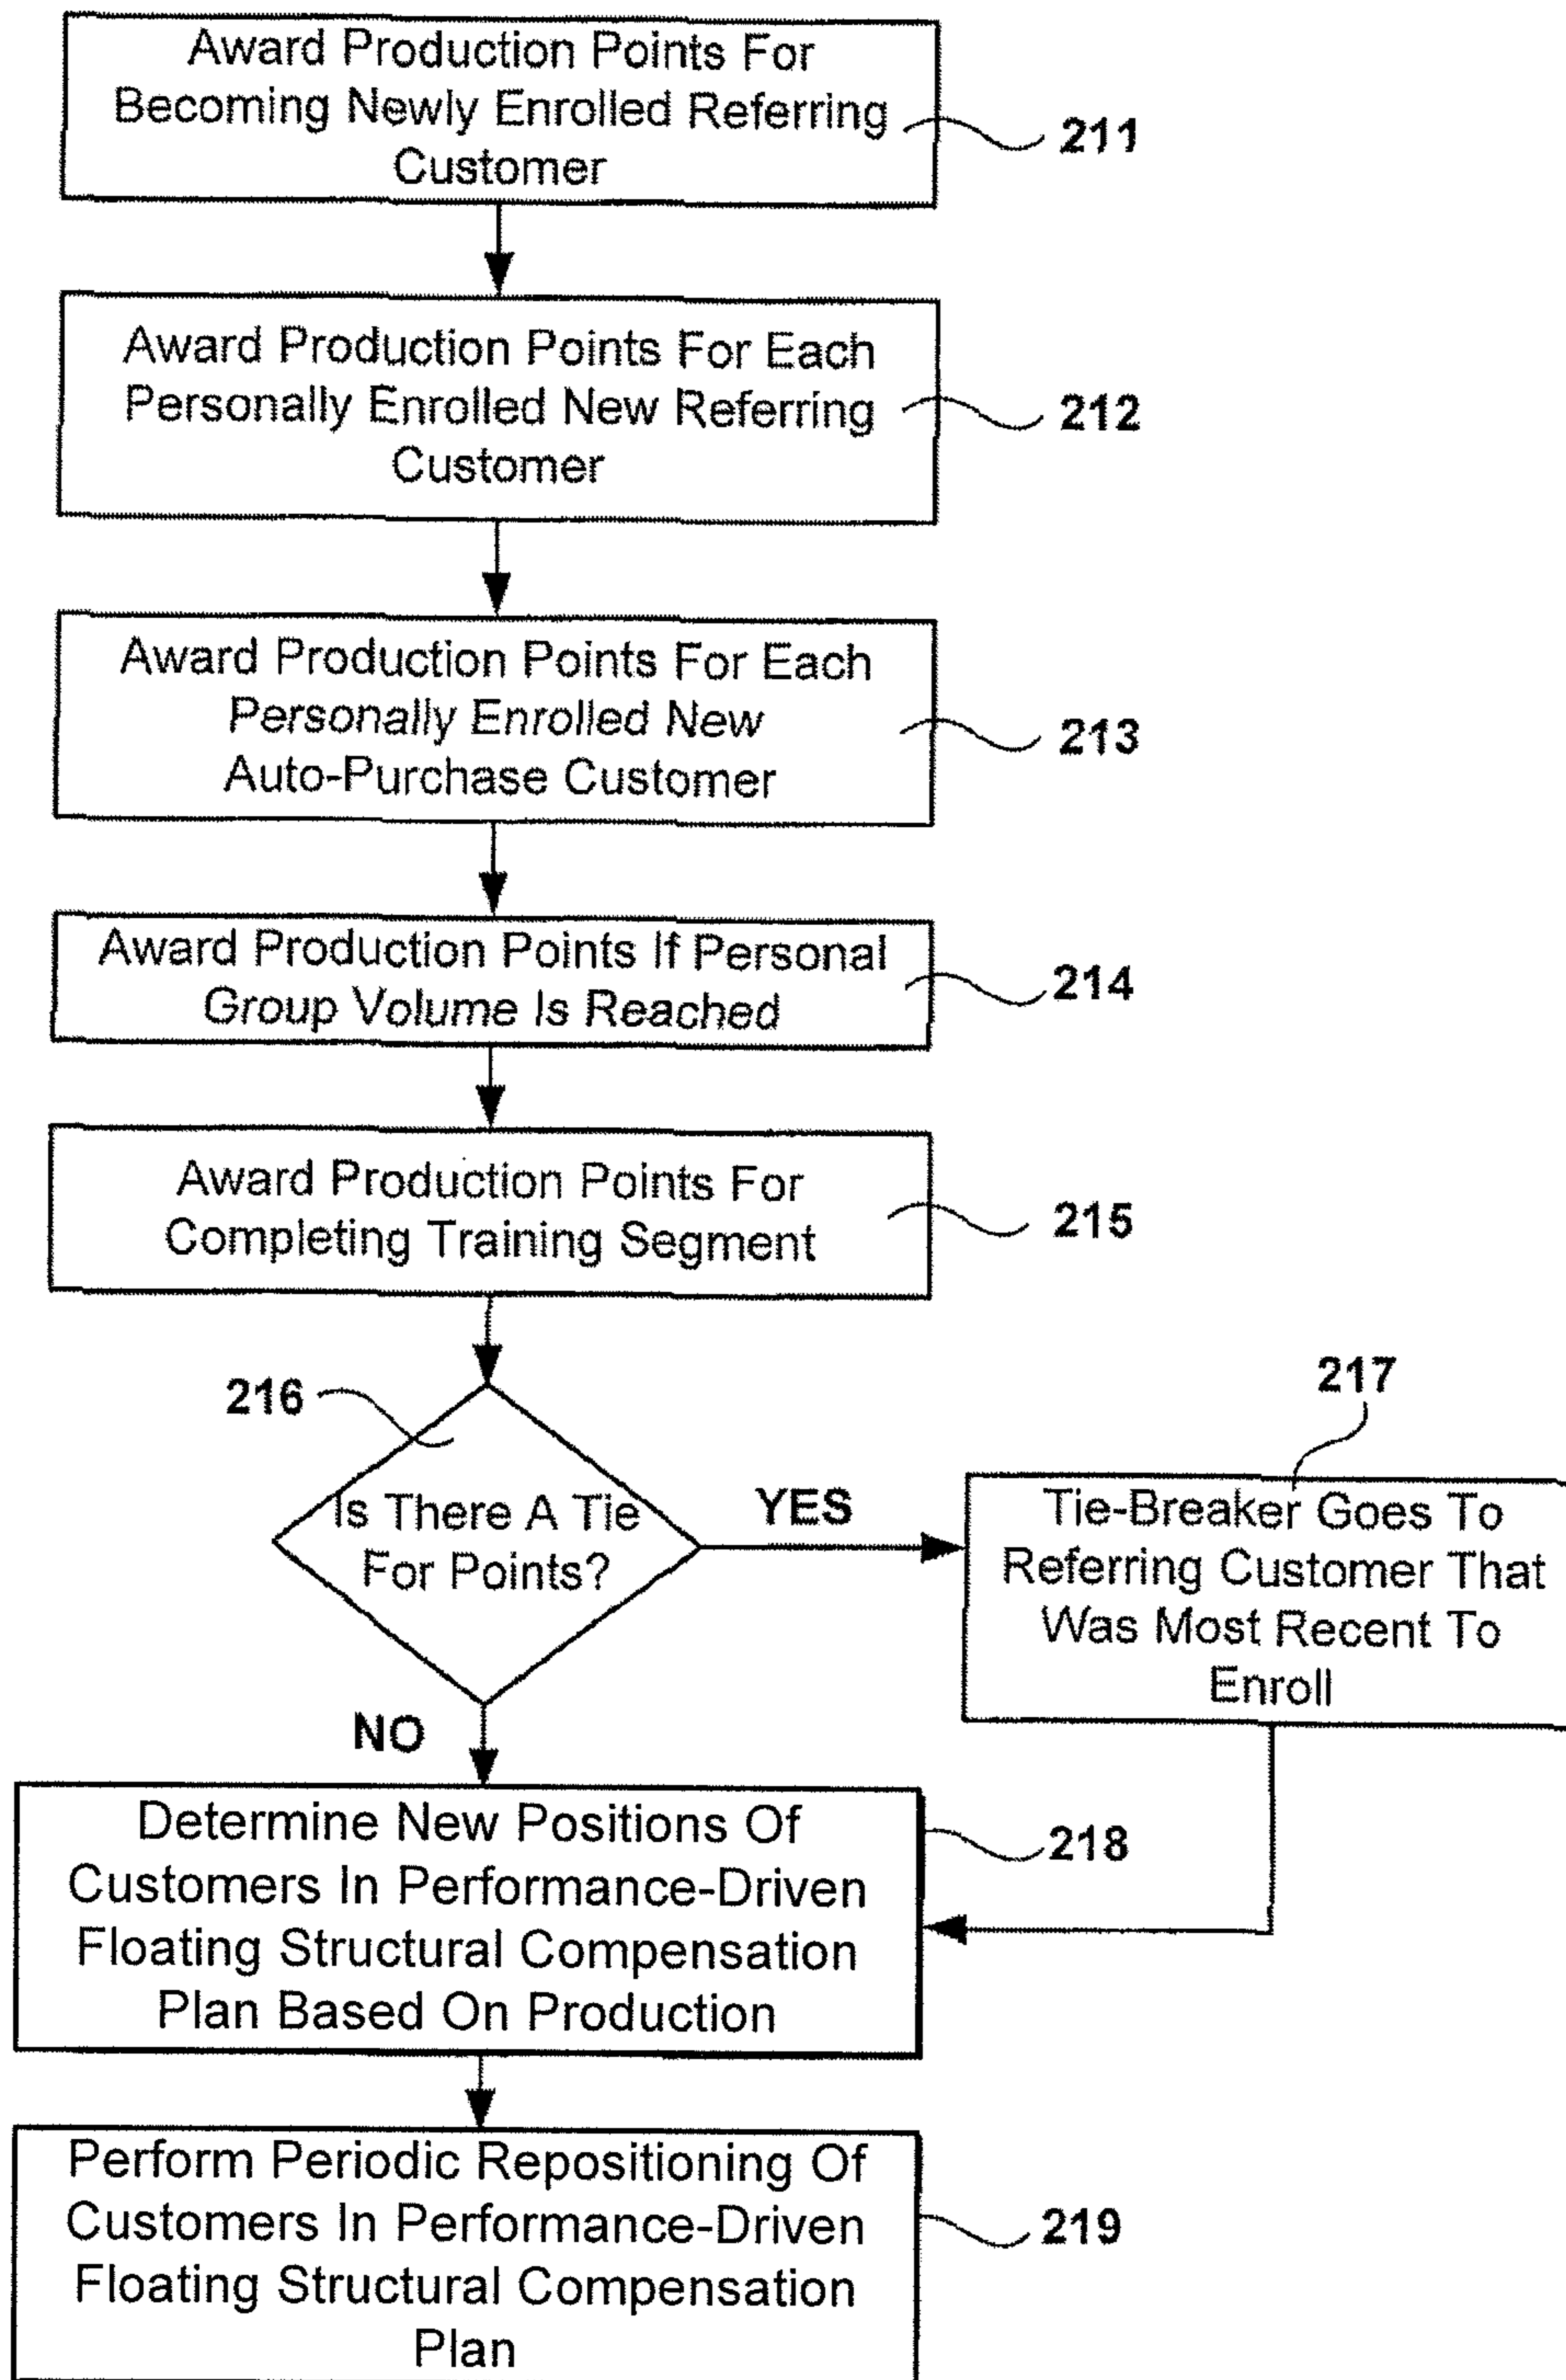 Award Production Points For
Becoming Newly Enrolled Referring
Customer
211
Award Production Points For Each
Personally Enrolled New Referring
Customer
212
Award Production Points For Each
Personally Enrolled New
Auto-Purchase Customer
213
Award Production Points If Personal
Group Volume Is Reached
214
Award Production Points For
Completing Training Segment
215
216
Is There A Tie
For Points?
YES
217
Tie-Breaker Goes To
Referring Customer That
Was Most Recent To
Enroll
NO
Determine New Positions Of
Customers In Performance-Driven
Floating Structural Compensation
Plan Based On Production
218
Perform Periodic Repositioning Of
Customers In Performance-Driven
Floating Structural Compensation
Plan
219